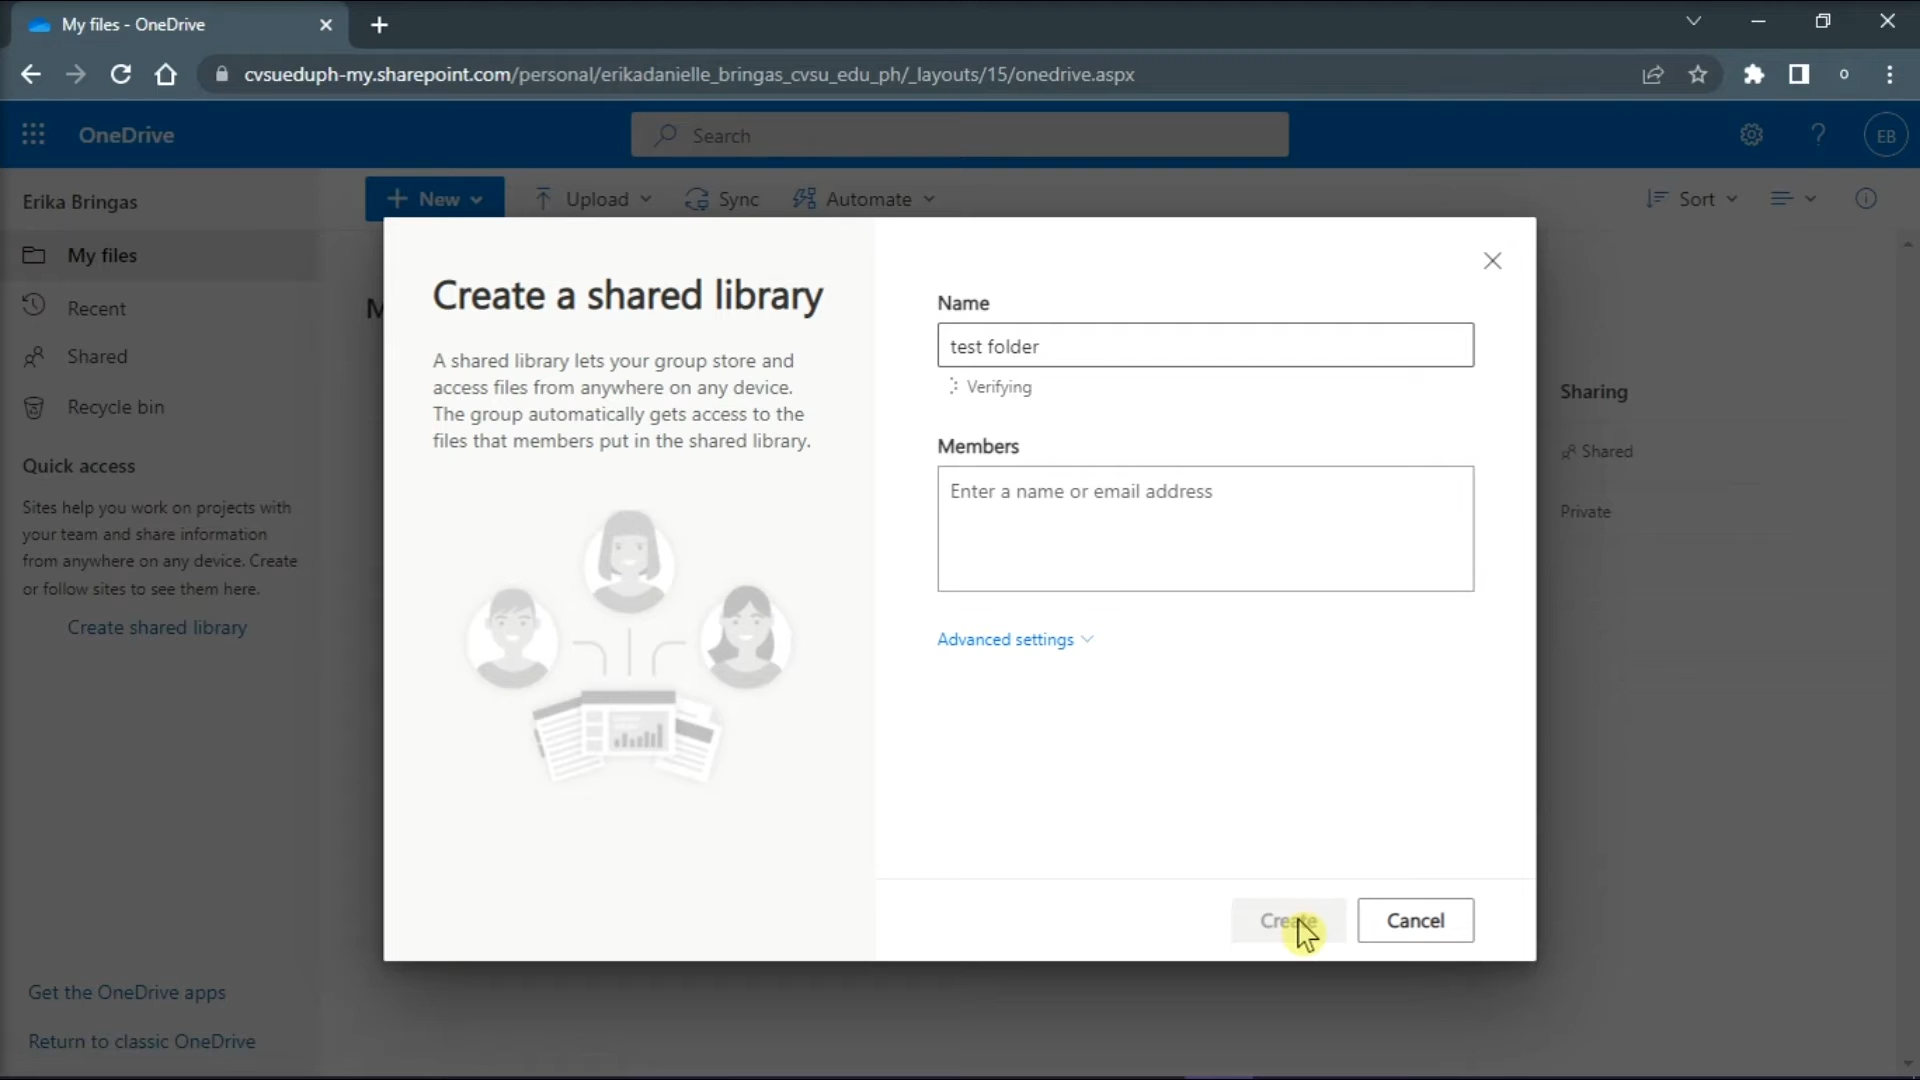 My files - OneDrive
cvsueduph-my.sharepoint.com/personal/erikadanielle_bringas_cvsu_edu_ph/_layouts/15/onedrive.aspx
OneDrive
Search
EB
Erika Bringas
New
Upload
Sync
Automate
Sort
My files
Recent
Shared
Recycle bin
Quick access
Sites help you work on projects with
your team and share information
from anywhere on any device. Create
or follow sites to see them here.
Create shared library
Get the OneDrive apps
Return to classic OneDrive
Create a shared library
A shared library lets your group store and
access files from anywhere on any device.
The group automatically gets access to the
files that members put in the shared library.
Name
test folder
Verifying
Members
Enter a name or email address
Advanced settings
Create
Cancel
Sharing
Shared
Private